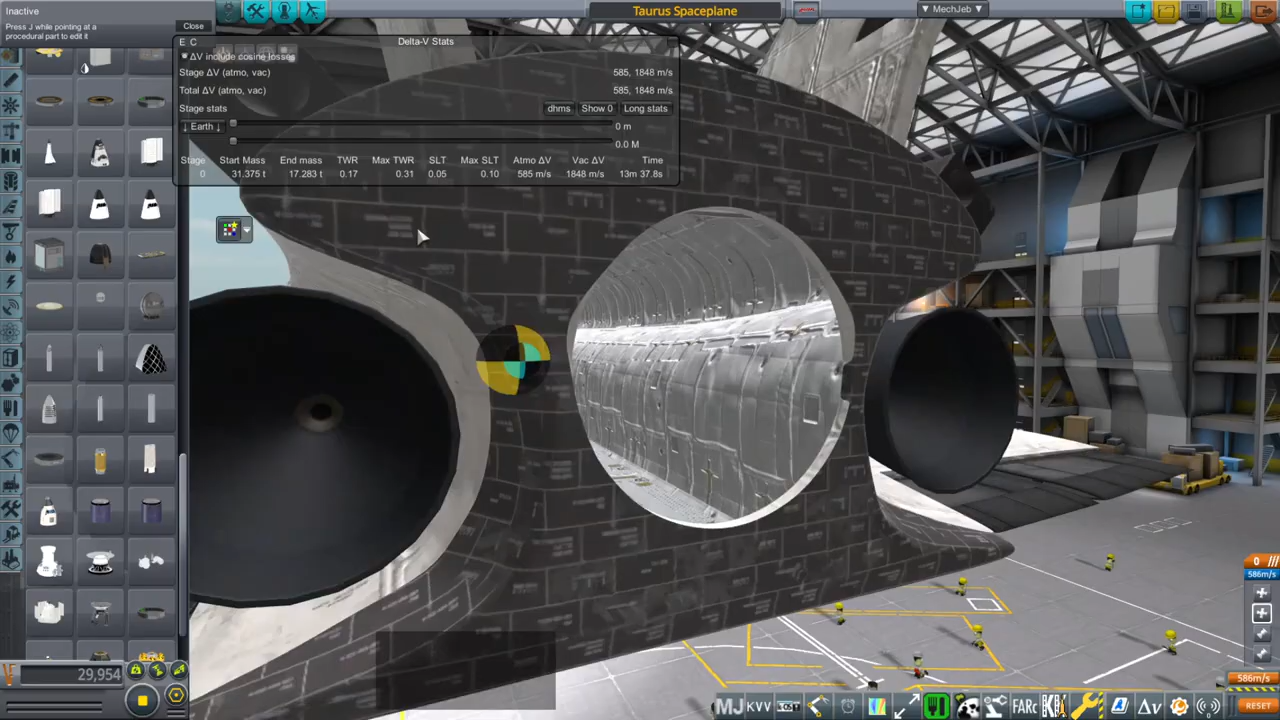 Inactive
Press J while pointing at a
procedural part to edit it
Close
Taurus Spaceplane
▼ MechJeb ▼
E C
Delta-V Stats
ΔV include cosine losses
Stage ΔV (atmo, vac) 585, 1848 m/s
Total ΔV (atmo, vac) 585, 1848 m/s
Stage stats dhms Show 0 Long stats
↓ Earth ↓ 0 m
0.0 M
Stage Start Mass End mass TWR Max TWR SLT Max SLT Atmo ΔV Vac ΔV Time
0 31.375 t 17.283 t 0.17 0.31 0.05 0.10 585 m/s 1848 m/s 13m 37.8s
0
586m/s
586m/s
29,954
MJ KVV FARc Δv RESET